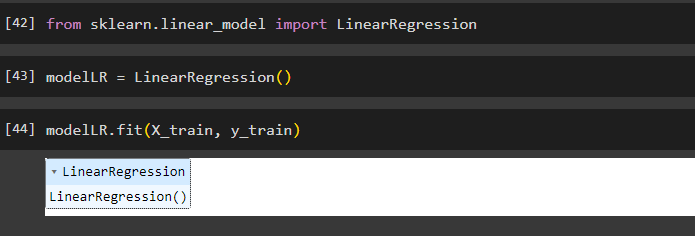 [42] from sklearn.linear_model import LinearRegression
[43] modelLR = LinearRegression()
[44] modelLR.fit(X_train, y_train)
▾ LinearRegression
LinearRegression()